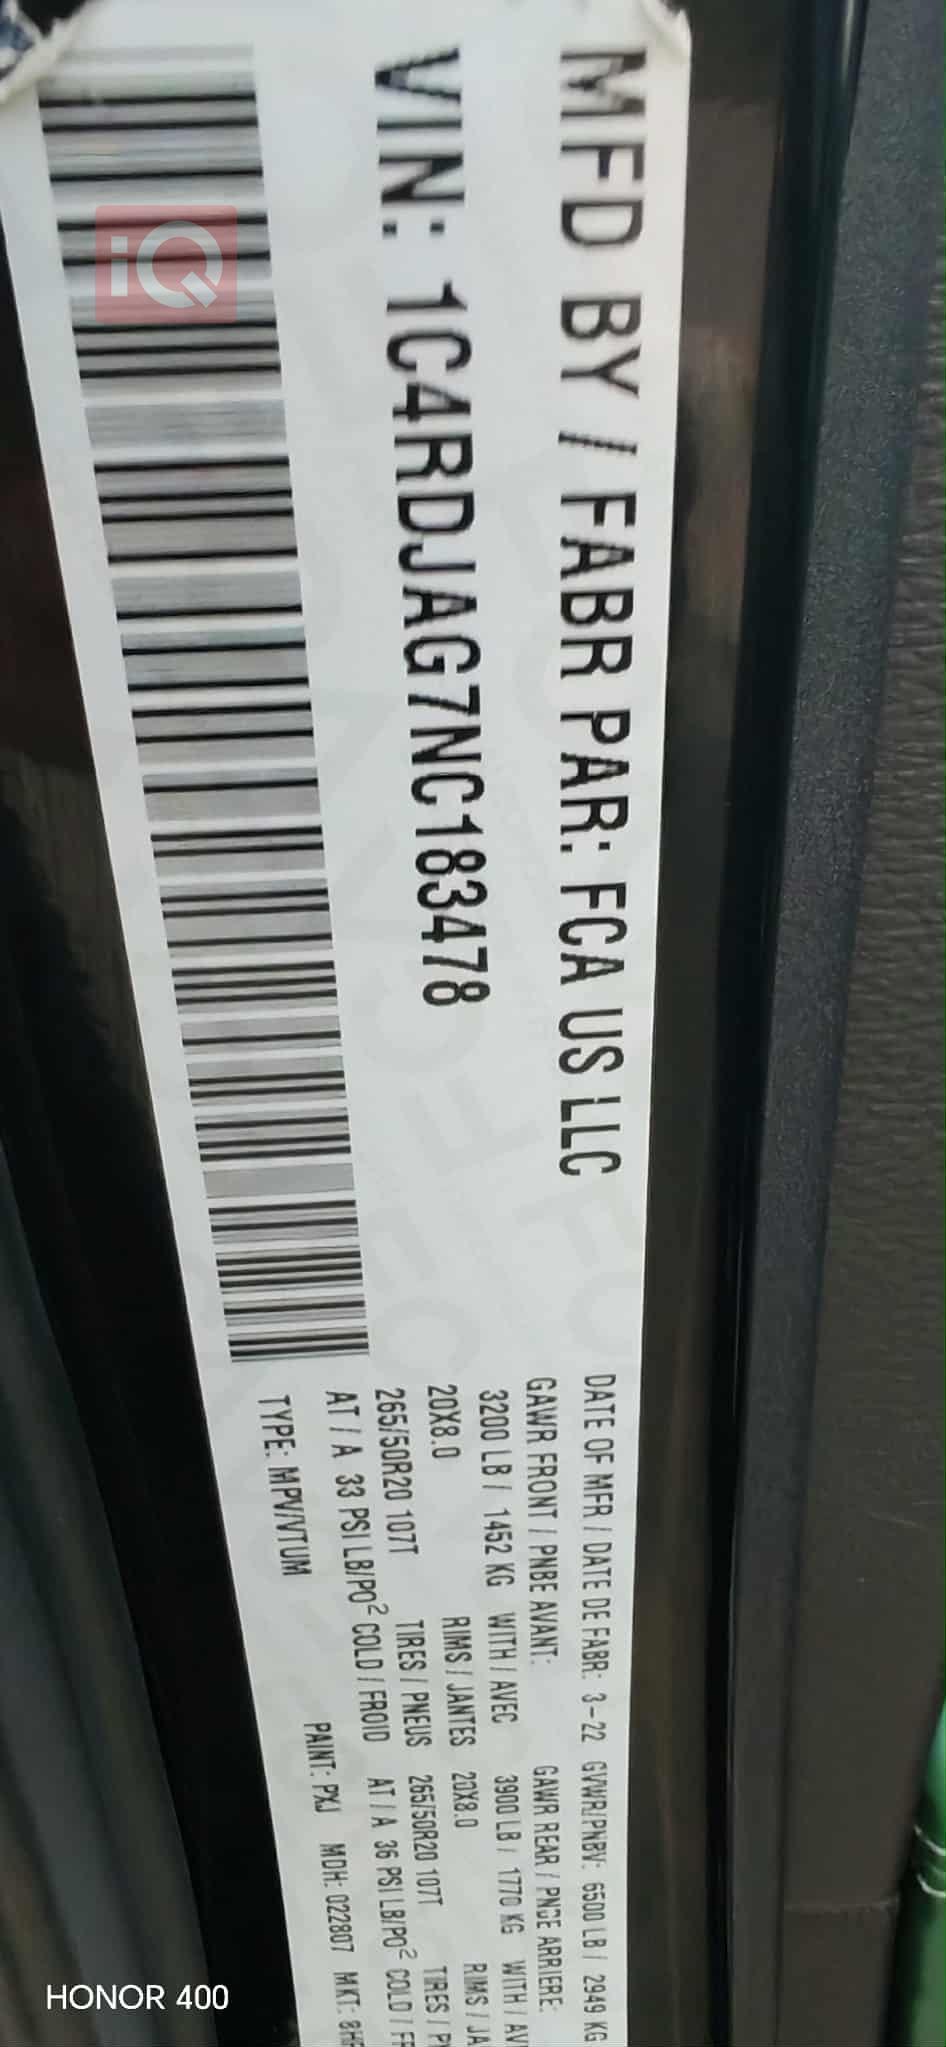 MFD BY / FABR PAR: FCA US LLC
VIN: 1C4RDJAG7NC183478
DATE OF MFR / DATE DE FABR: 3-22 GVWR/PNBV: 6500 LB / 2949 KG
GAWR FRONT / PNBE AVANT: GAWR REAR / PNBE ARRIERE:
3200 LB / 1452 KG WITH / AVEC 3900 LB / 1770 KG WITH /
20X8.0 RIMS / JANTES 20X8.0 RIMS /
265/50R20 107T TIRES / PNEUS 265/50R20 107T TIRES /
AT / A 33 PSI LB/PO² COLD / FROID AT / A 36 PSI LB/PO² COLD /
TYPE: MPV/VTUM PAINT: PXJ MDH: 022807 MKT:
iQ
HONOR 400